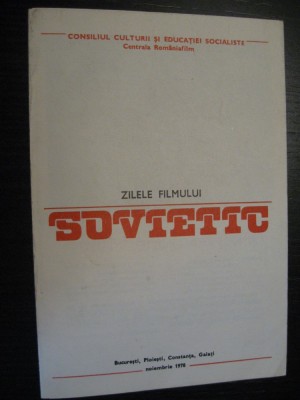 CONSILIUL CULTURII ȘI EDUCAȚIEI SOCIALISTE
Centrala Româniafilm
ZILELE FILMULUI
SOVIETIC
București, Ploiești, Constanța, Galați
noiembrie 1978